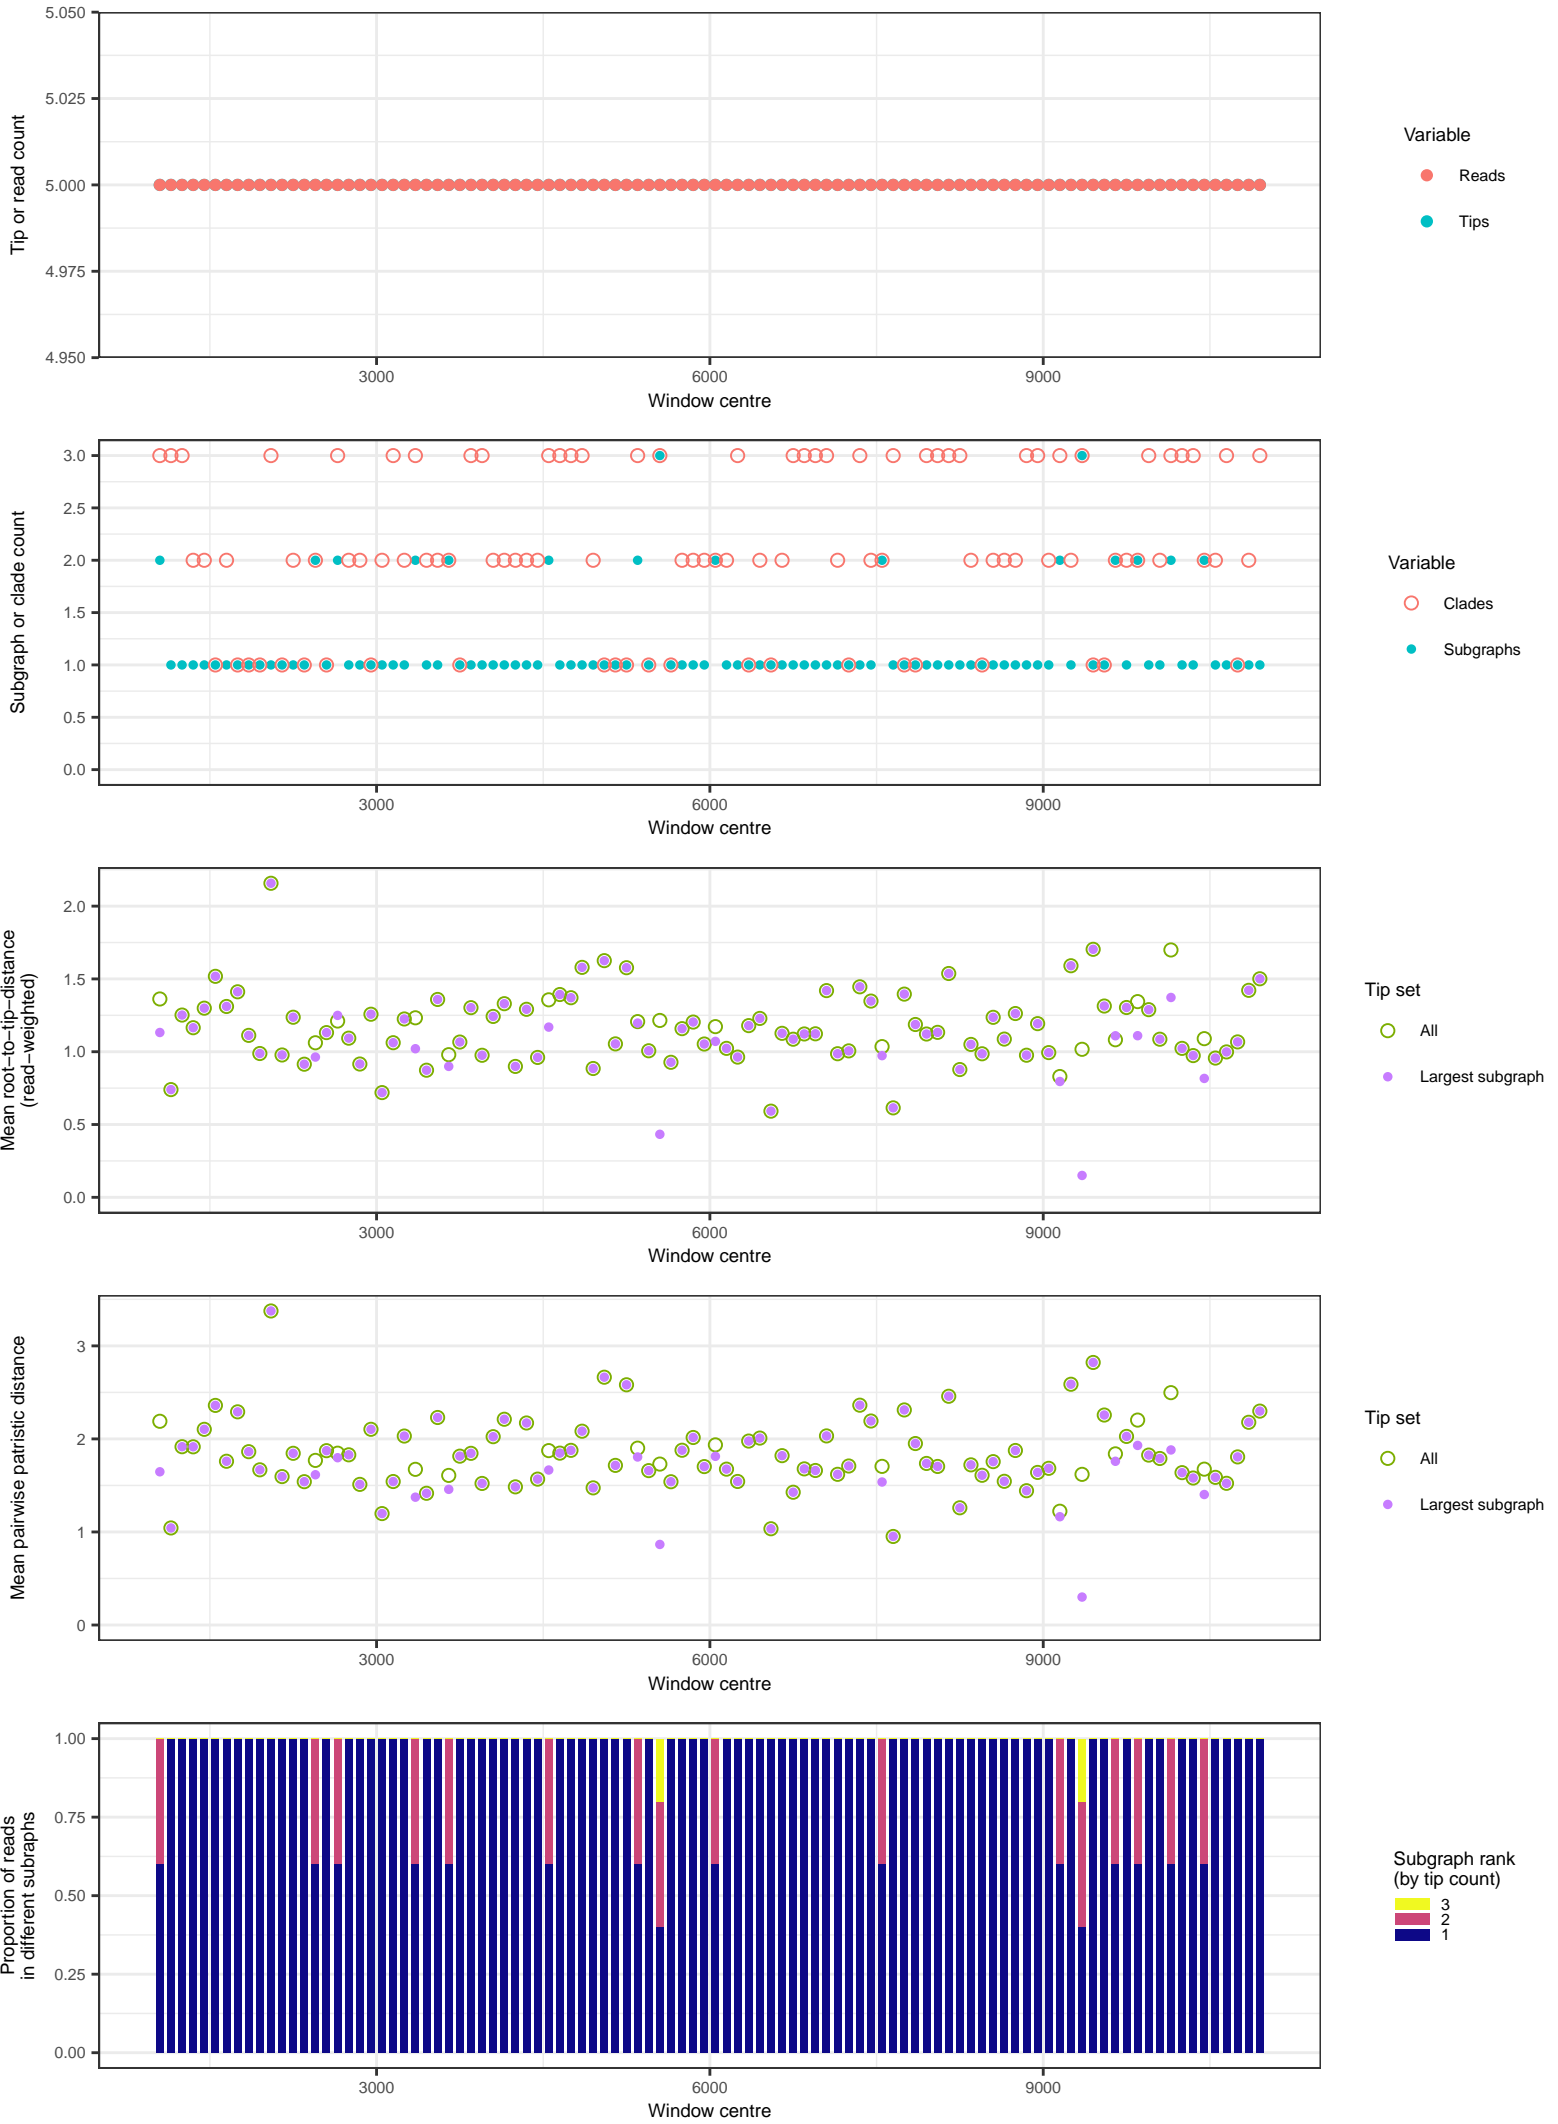 5.050
5.025
5.000
4.975
4.950
Tip or read count
3000
6000
9000
Window centre
Variable
Reads
Tips
3.0
2.5
2.0
1.5
1.0
0.5
0.0
Subgraph or clade count
3000
6000
9000
Window centre
Variable
Clades
Subgraphs
2.0
1.5
1.0
0.5
0.0
Mean root−to−tip−distance
(read−weighted)
3000
6000
9000
Window centre
Tip set
All
Largest subgraph
3
2
1
0
Mean pairwise patristic distance
3000
6000
9000
Window centre
Tip set
All
Largest subgraph
1.00
0.75
0.50
0.25
0.00
Proportion of reads
in different subraphs
3000
6000
9000
Window centre
Subgraph rank
(by tip count)
3
2
1